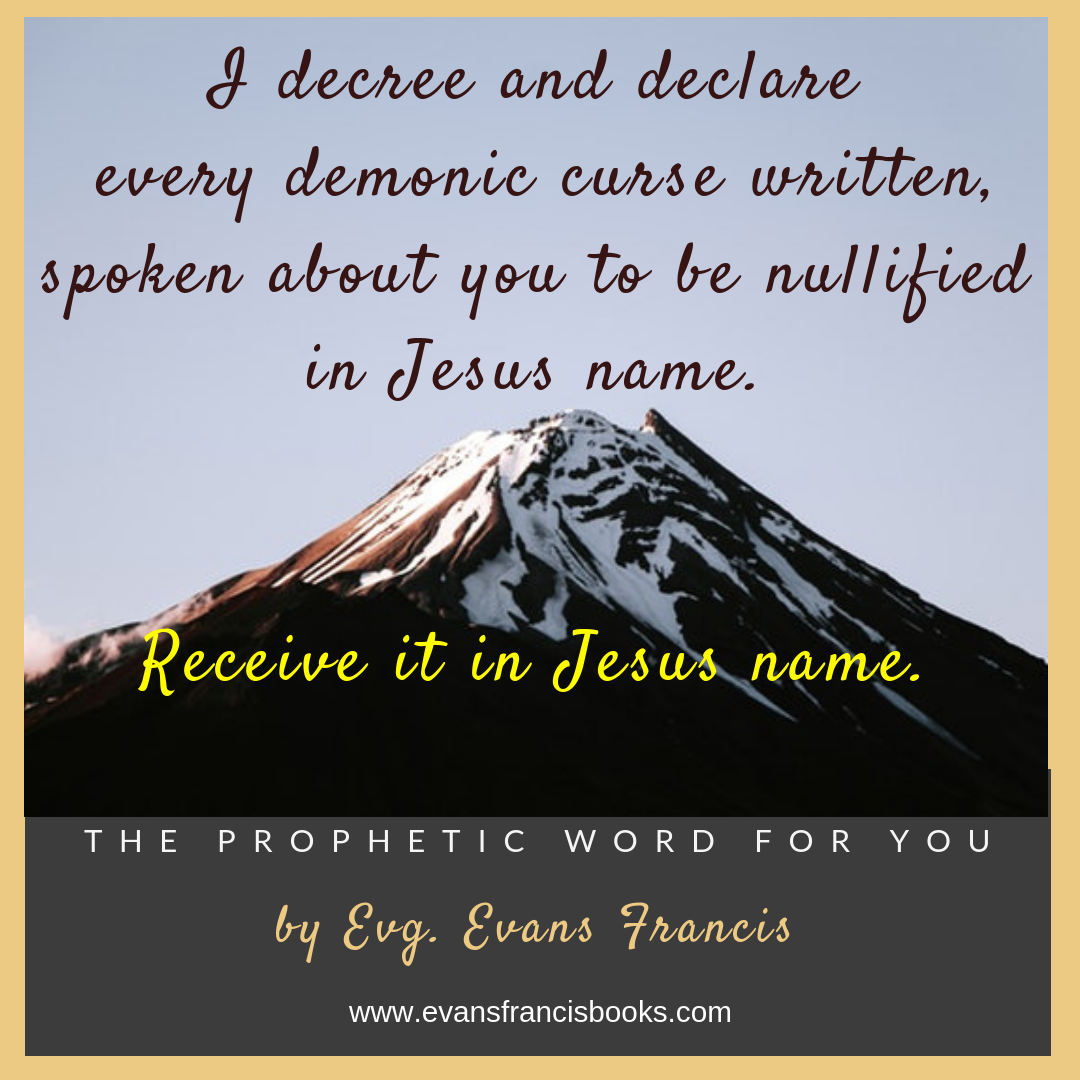 I decree and declare
every demonic curse written,
spoken about you to be nullified
in Jesus name.
Receive it in Jesus name.
THE PROPHETIC WORD FOR YOU
by Evg. Evans Francis
www.evansfrancisbooks.com